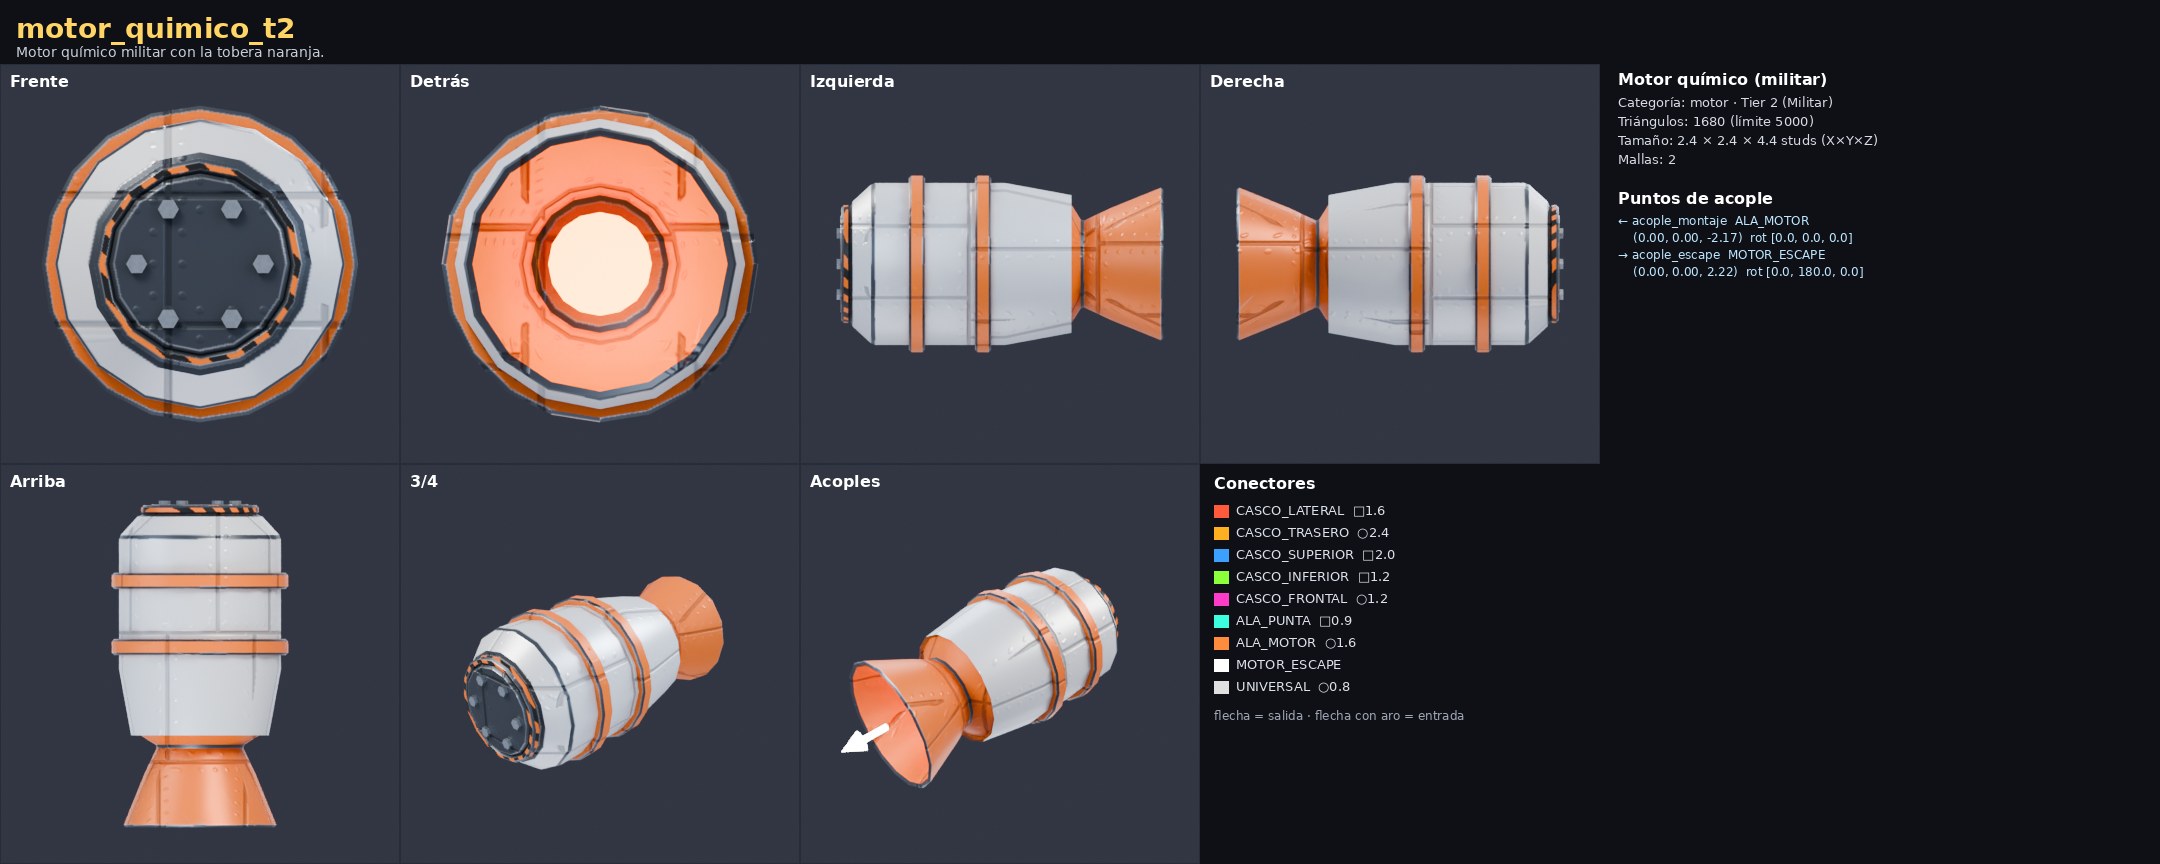 motor_quimico_t2
Motor químico militar con la tobera naranja.
Frente
Detrás
Izquierda
Derecha
Motor químico (militar)
Categoría: motor · Tier 2 (Militar)
Triángulos: 1680 (límite 5000)
Tamaño: 2.4 × 2.4 × 4.4 studs (X×Y×Z)
Mallas: 2
Puntos de acople
← acople_montaje  ALA_MOTOR
(0.00, 0.00, -2.17)  rot [0.0, 0.0, 0.0]
→ acople_escape  MOTOR_ESCAPE
(0.00, 0.00, 2.22)  rot [0.0, 180.0, 0.0]
Arriba
3/4
Acoples
Conectores
CASCO_LATERAL  □1.6
CASCO_TRASERO  ○2.4
CASCO_SUPERIOR  □2.0
CASCO_INFERIOR  □1.2
CASCO_FRONTAL  ○1.2
ALA_PUNTA  □0.9
ALA_MOTOR  ○1.6
MOTOR_ESCAPE
UNIVERSAL  ○0.8
flecha = salida · flecha con aro = entrada